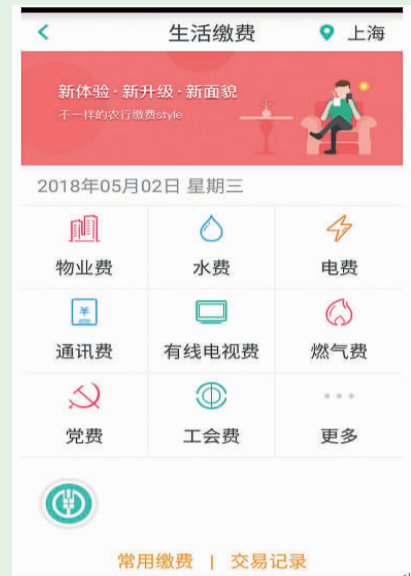 生活缴费 上海
新体验·新升级·新面貌
不一样的农行缴费style
2018年05月02日 星期三
物业费 水费 电费
通讯费 有线电视费 燃气费
党费 工会费 更多
常用缴费 | 交易记录